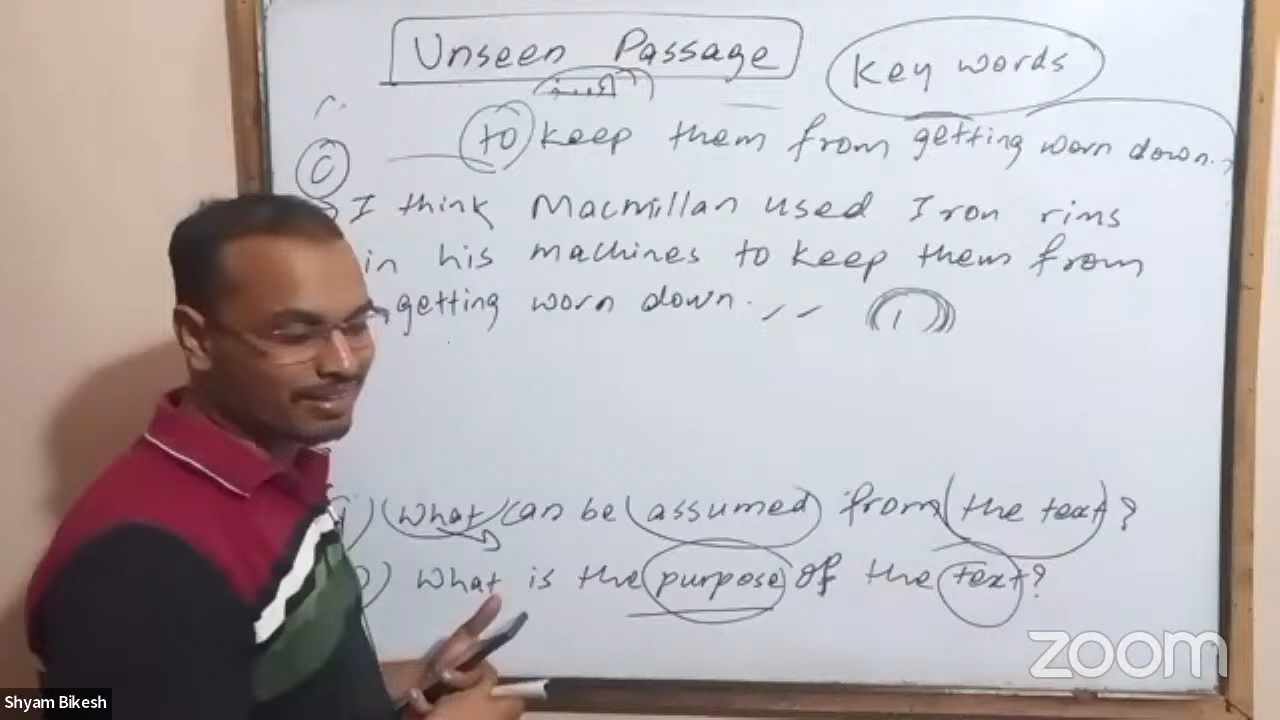 Unseen Passage
Key words
to keep them from getting worn down.,
I think Macmillan used Iron rims
in his machines to keep them from
getting worn down.
What can be assumed from the text?
What is the purpose of the text?
zoom
Shyam Bikesh